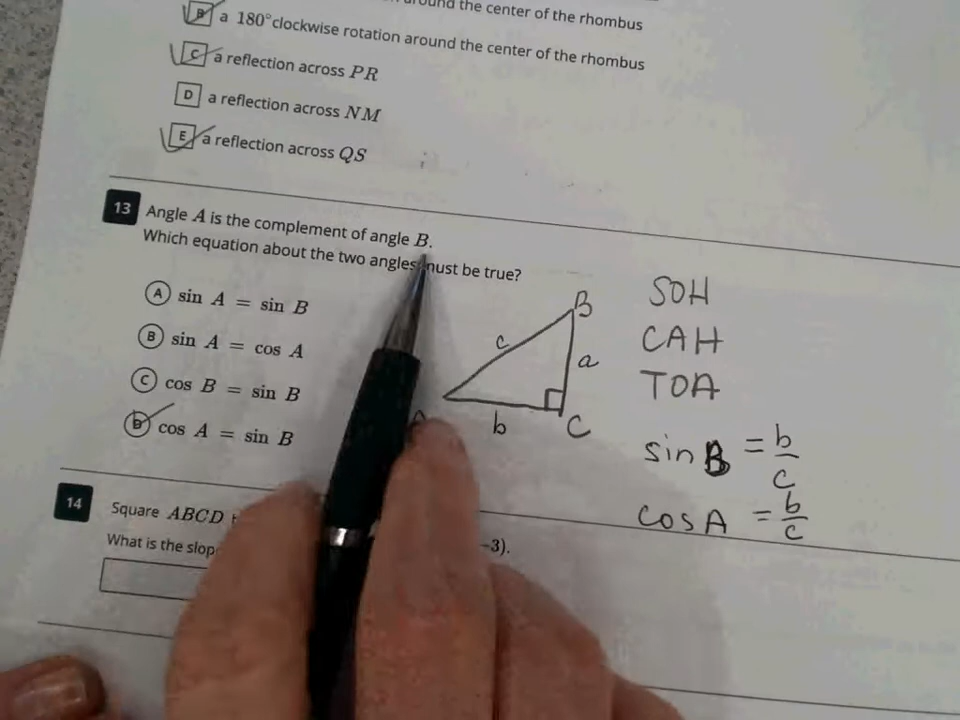 around the center of the rhombus
B a 180° clockwise rotation around the center of the rhombus
C a reflection across PR
D a reflection across NM
E a reflection across QS
13 Angle A is the complement of angle B.
Which equation about the two angles must be true?
A sin A = sin B
B sin A = cos A
C cos B = sin B
D cos A = sin B
B
c
a
b
C
SOH
CAH
TOA
sin B = b/c
cos A = b/c
14 Square ABCD
What is the slop
-3).